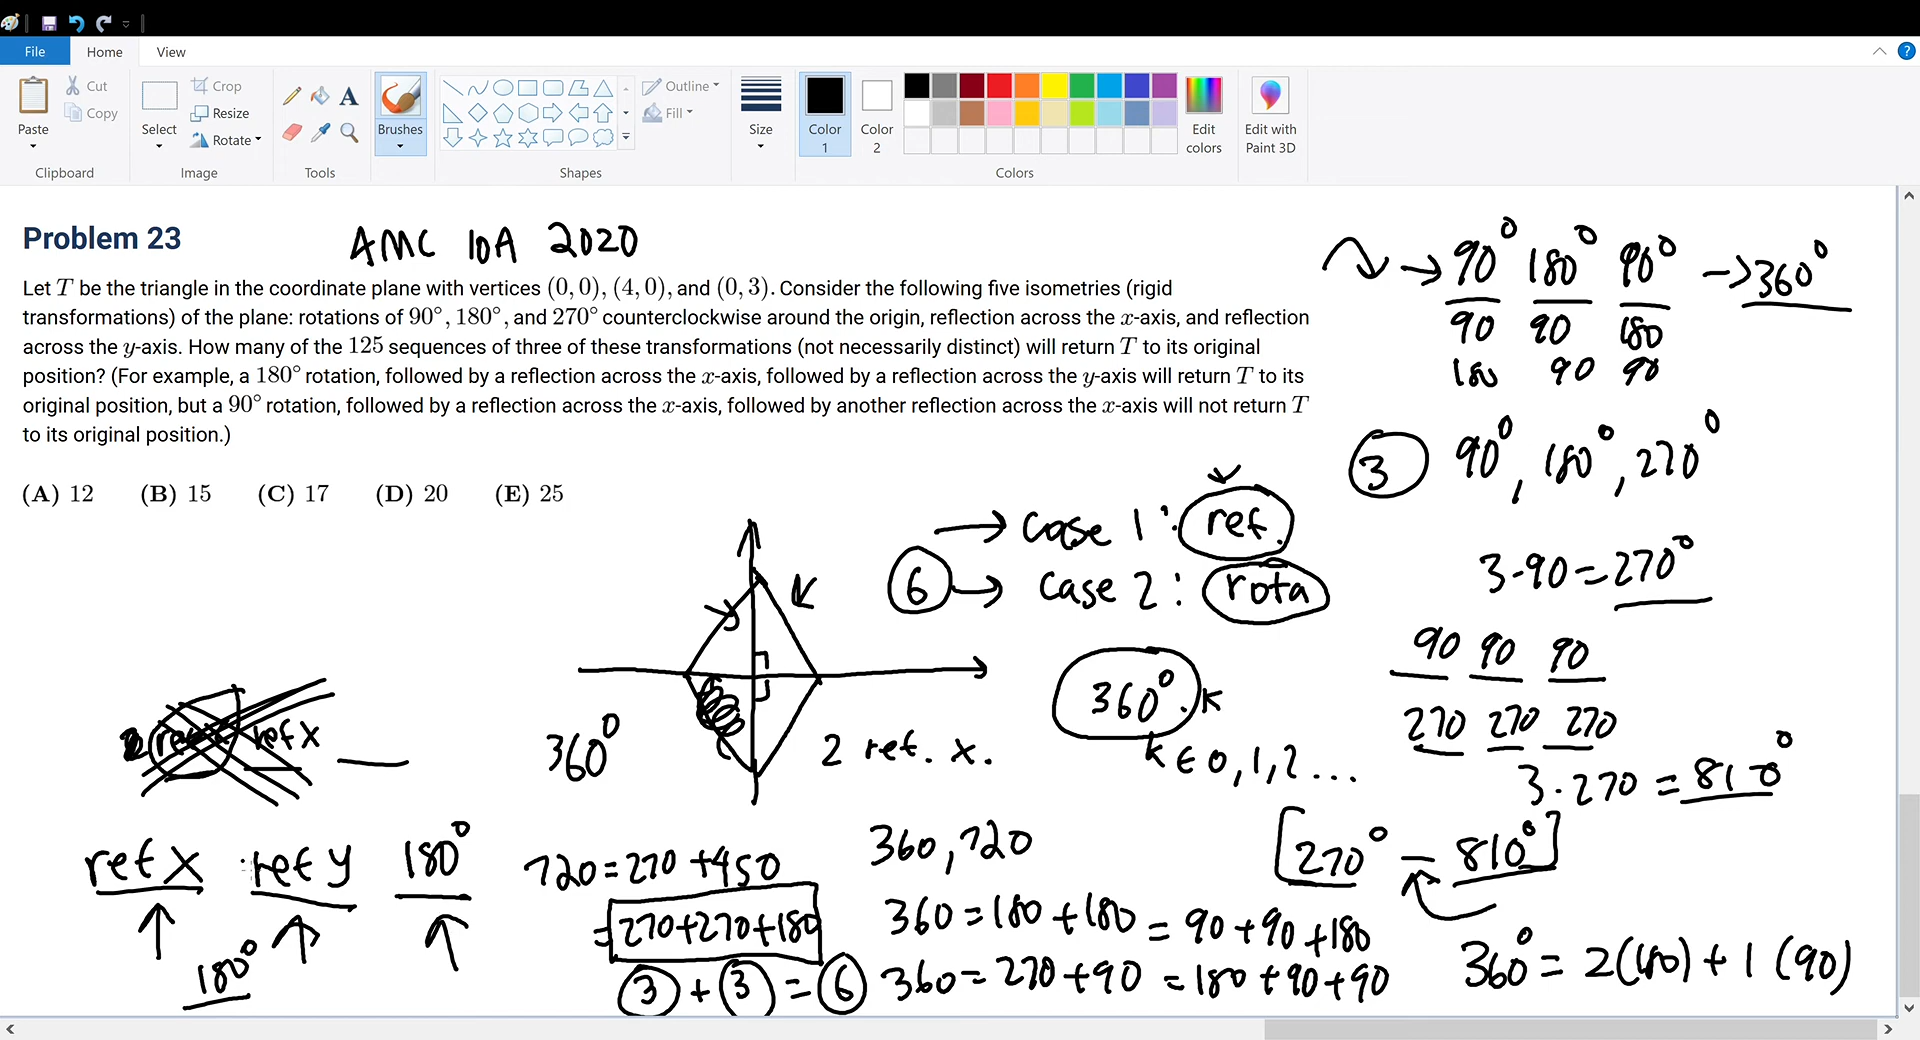 File Home View
Paste Cut Copy Clipboard
Select Crop Resize Rotate Image
Tools
Brushes
Outline Fill Shapes
Size
Color 1 Color 2 Edit colors Edit with Paint 3D Colors
Problem 23
AMC 10A 2020
Let T be the triangle in the coordinate plane with vertices (0, 0), (4, 0), and (0, 3). Consider the following five isometries (rigid
transformations) of the plane: rotations of 90°, 180°, and 270° counterclockwise around the origin, reflection across the x-axis, and reflection
across the y-axis. How many of the 125 sequences of three of these transformations (not necessarily distinct) will return T to its original
position? (For example, a 180° rotation, followed by a reflection across the x-axis, followed by a reflection across the y-axis will return T to its
original position, but a 90° rotation, followed by a reflection across the x-axis, followed by another reflection across the x-axis will not return T
to its original position.)
(A) 12 (B) 15 (C) 17 (D) 20 (E) 25
→ 90° 180° 90° → 360°
90 90 180
180 90 90
3 90°, 180°, 270°
→ case 1: ref.
6 → case 2: rota
3·90 = 270°
90 90 90
270 270 270
3·270 = 810°
360°·k
k ∈ 0, 1, 2 ...
ref x
360°
2 ref. x.
[270° – 810°]
ref x ref y 180°
180°
720 = 270 + 450
= 270+270+180
3 + 3 = 6
360, 720
360 = 180 + 180 = 90 + 90 + 180
360 = 270 + 90 = 180 + 90 + 90
360° = 2(180) + 1(90)